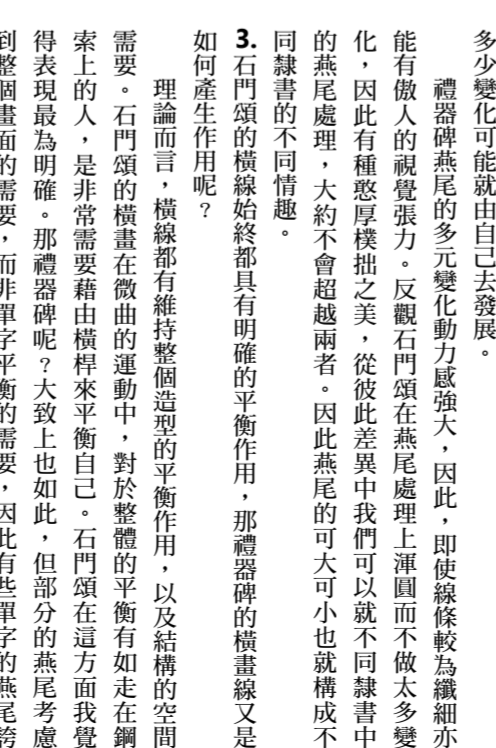 多少變化可能就由自己去發展。
禮器碑燕尾的多元變化動力感強大，因此，即使線條較為纖細亦
能有傲人的視覺張力。反觀石門頌在燕尾處理上渾圓而不做太多變
化，因此有種憨厚樸拙之美，從彼此差異中我們可以就不同隸書中
的燕尾處理，大約不會超越兩者。因此燕尾的可大可小也就構成不
同隸書的不同情趣。
3.石門頌的橫線始終都具有明確的平衡作用，那禮器碑的橫畫線又是
如何產生作用呢？
理論而言，橫線都有維持整個造型的平衡作用，以及結構的空間
需要。石門頌的橫畫在微曲的運動中，對於整體的平衡有如走在鋼
索上的人，是非常需要藉由橫桿來平衡自己。石門頌在這方面我覺
得表現最為明確。那禮器碑呢？大致上也如此，但部分的燕尾考慮
到整個畫面的需要，而非單字平衡的需要，因此有些單字的燕尾誇